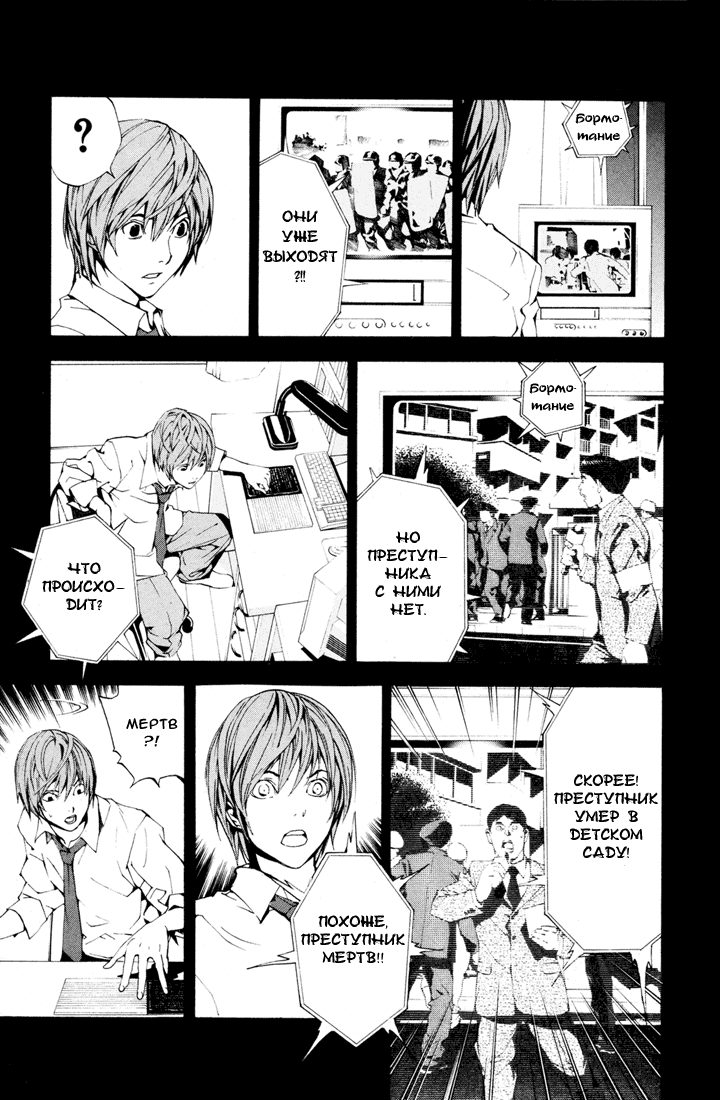 Бормо-
тание
ОНИ
УЖЕ
ВЫХОДЯТ
?!!
?
Бормо-
тание
НО
ПРЕСТУП-
НИКА
С НИМИ
НЕТ.
ЧТО
ПРОИСХО-
ДИТ?
СКОРЕЕ!
ПРЕСТУПНИК
УМЕР В
ДЕТСКОМ
САДУ!
ПОХОЖЕ,
ПРЕСТУПНИК
МЕРТВ!!
МЕРТВ
?!